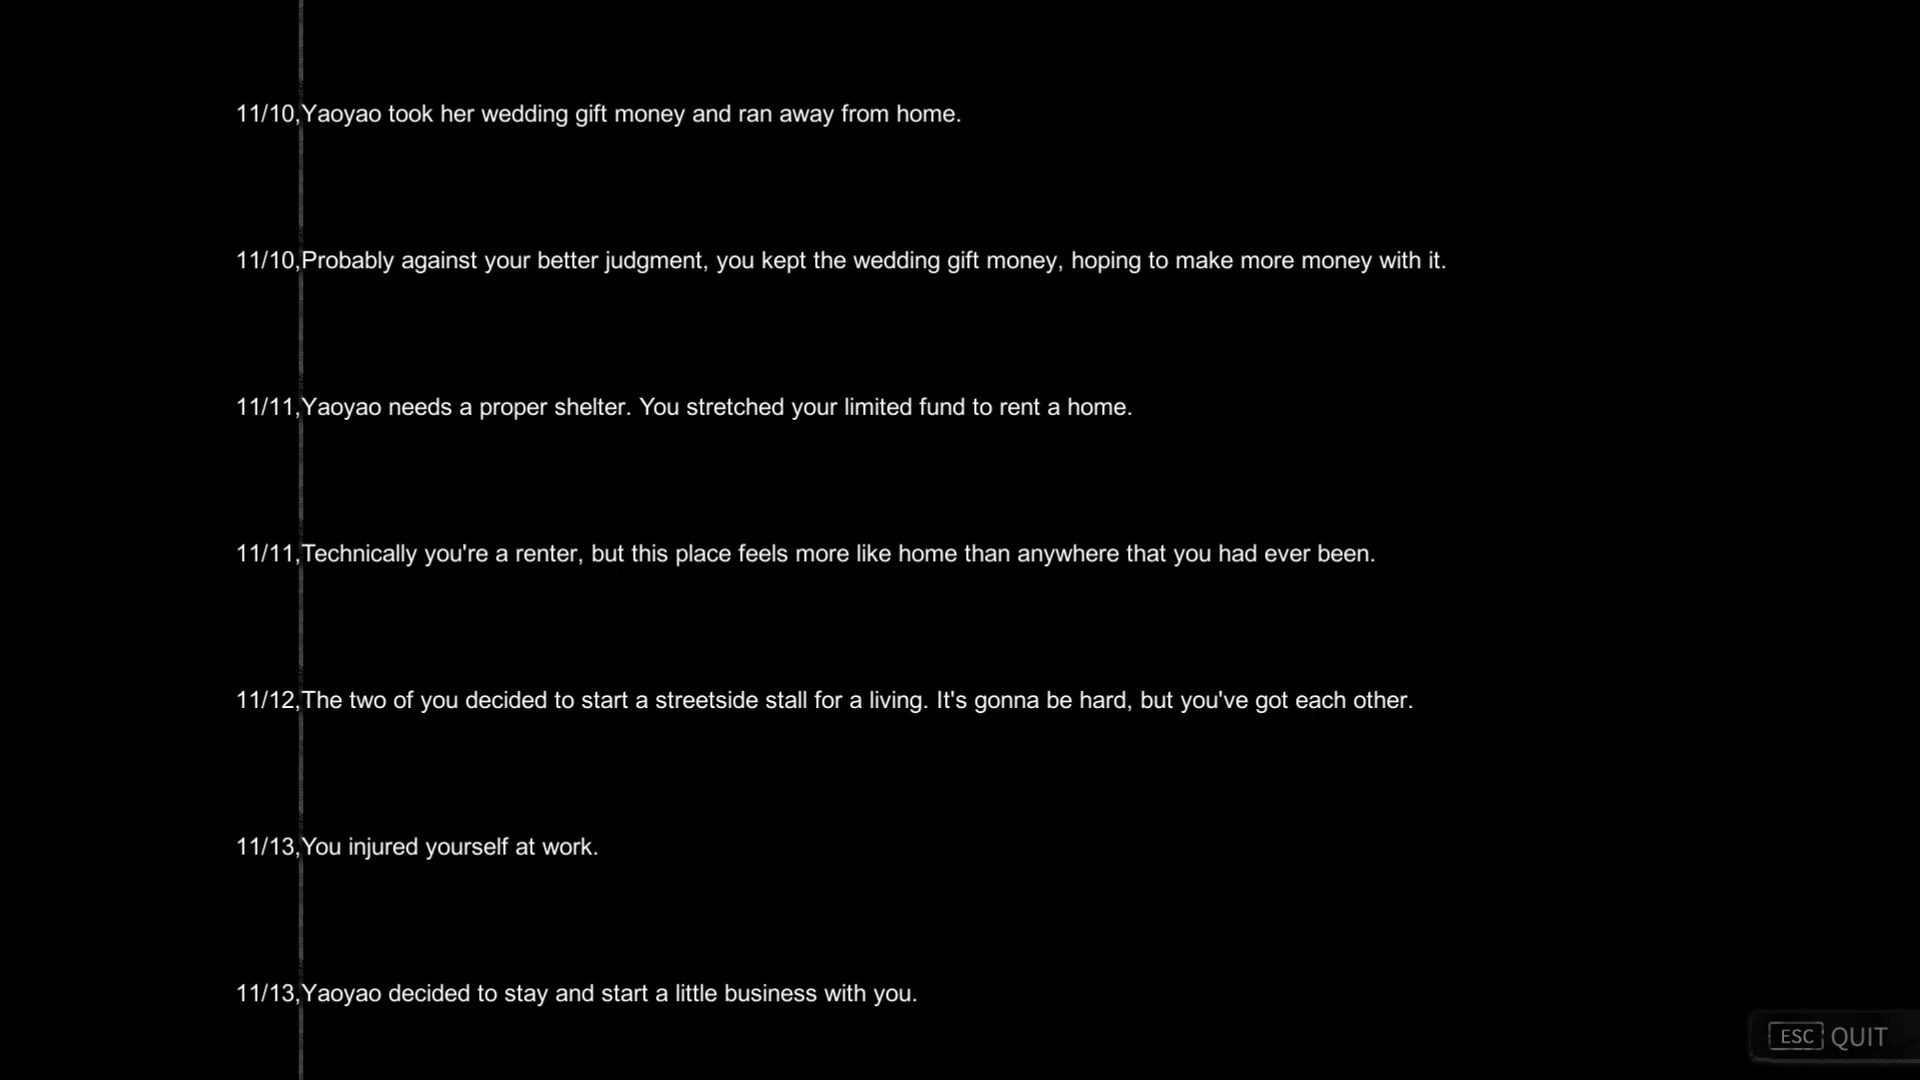 11/10,Yaoyao took her wedding gift money and ran away from home.
11/10,Probably against your better judgment, you kept the wedding gift money, hoping to make more money with it.
11/11,Yaoyao needs a proper shelter. You stretched your limited fund to rent a home.
11/11,Technically you're a renter, but this place feels more like home than anywhere that you had ever been.
11/12,The two of you decided to start a streetside stall for a living. It's gonna be hard, but you've got each other.
11/13,You injured yourself at work.
11/13,Yaoyao decided to stay and start a little business with you.
ESC QUIT